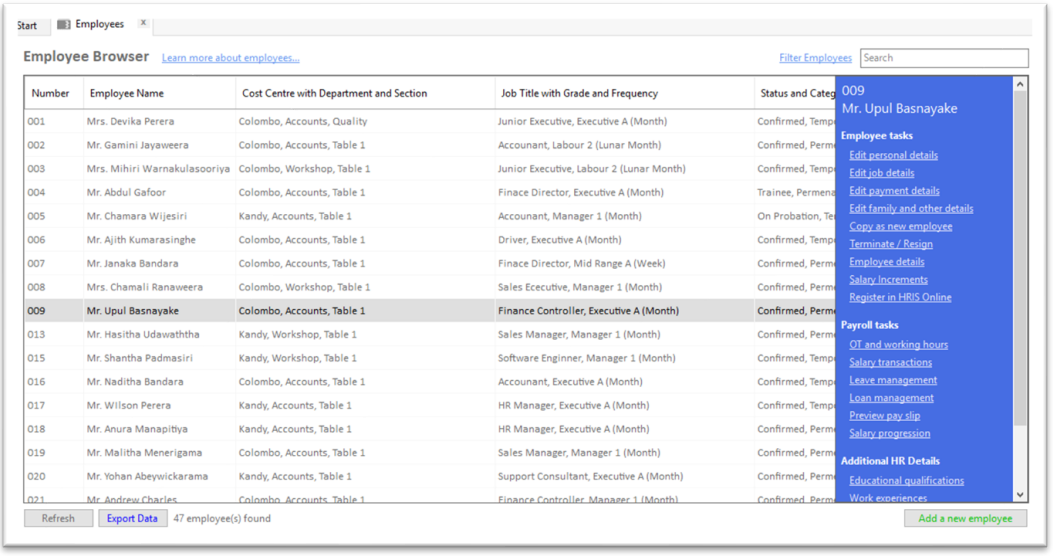 Start Employees x
Employee Browser Learn more about employees... Filter Employees Search
Number Employee Name Cost Centre with Department and Section Job Title with Grade and Frequency Status and Categ
001 Mrs. Devika Perera Colombo, Accounts, Quality Junior Executive, Executive A (Month) Confirmed, Tempo
002 Mr. Gamini Jayaweera Colombo, Accounts, Table 1 Accountant, Labour 2 (Lunar Month) Confirmed, Perme
003 Mrs. Mihiri Warnakulasooriya Colombo, Workshop, Table 1 Junior Executive, Labour 2 (Lunar Month) Confirmed, Tempo
004 Mr. Abdul Gafoor Colombo, Accounts, Table 1 Finace Director, Executive A (Month) Trainee, Permena
005 Mr. Chamara Wijesiri Kandy, Accounts, Table 1 Accountant, Manager 1 (Month) On Probation, Te
006 Mr. Ajith Kumarasinghe Colombo, Accounts, Table 1 Driver, Executive A (Month) Confirmed, Tempo
007 Mr. Janaka Bandara Colombo, Accounts, Table 1 Finace Director, Mid Range A (Week) Confirmed, Perme
008 Mrs. Chamali Ranaweera Colombo, Workshop, Table 1 Sales Ececutive, Manager 1 (Month) Confirmed, Perme
009 Mr. Upul Basnayake Colombo, Accounts, Table 1 Finance Controller, Executive A (Month) Confirmed, Perme
013 Mr. Hasitha Udawaththa Kandy, Workshop, Table 1 Sales Manager, Manager 1 (Month) Confirmed, Tempo
015 Mr. Shantha Padmasiri Kandy, Workshop, Table 1 Software Enginner, Manager 1 (Month) Confirmed, Perme
016 Mr. Naditha Bandara Colombo, Accounts, Table 1 Accounant, Executive A (Month) Confirmed, Tempo
017 Mr. WIlson Perera Kandy, Accounts, Table 1 HR Manager, Executive A (Month) Confirmed, Tempo
018 Mr. Anura Manapitiya Kandy, Accounts, Table 1 HR Manager, Executive A (Month) Confirmed, Perme
019 Mr. Malitha Menerigama Colombo, Accounts, Table 1 Sales Manager, Manager 1 (Month) Confirmed, Perme
020 Mr. Yohan Abeywickarama Kandy, Accounts, Table 1 Support Consultant, Executive A (Month) Confirmed, Perme
021 Mr. Andrew Charles Colombo, Accounts, Table 1 Finance Controller, Manager 1 (Month) Confirmed, Perme
009
Mr. Upul Basnayake
Employee tasks
Edit personal details
Edit job details
Edit payment details
Edit family and other details
Copy as new employee
Terminate / Resign
Employee details
Salary Increments
Register in HRIS Online
Payroll tasks
OT and working hours
Salary transactions
Leave management
Loan management
Preview pay slip
Salary progression
Additional HR Details
Educational qualifications
Work experiences
Refresh Export Data 47 employee(s) found Add a new employee